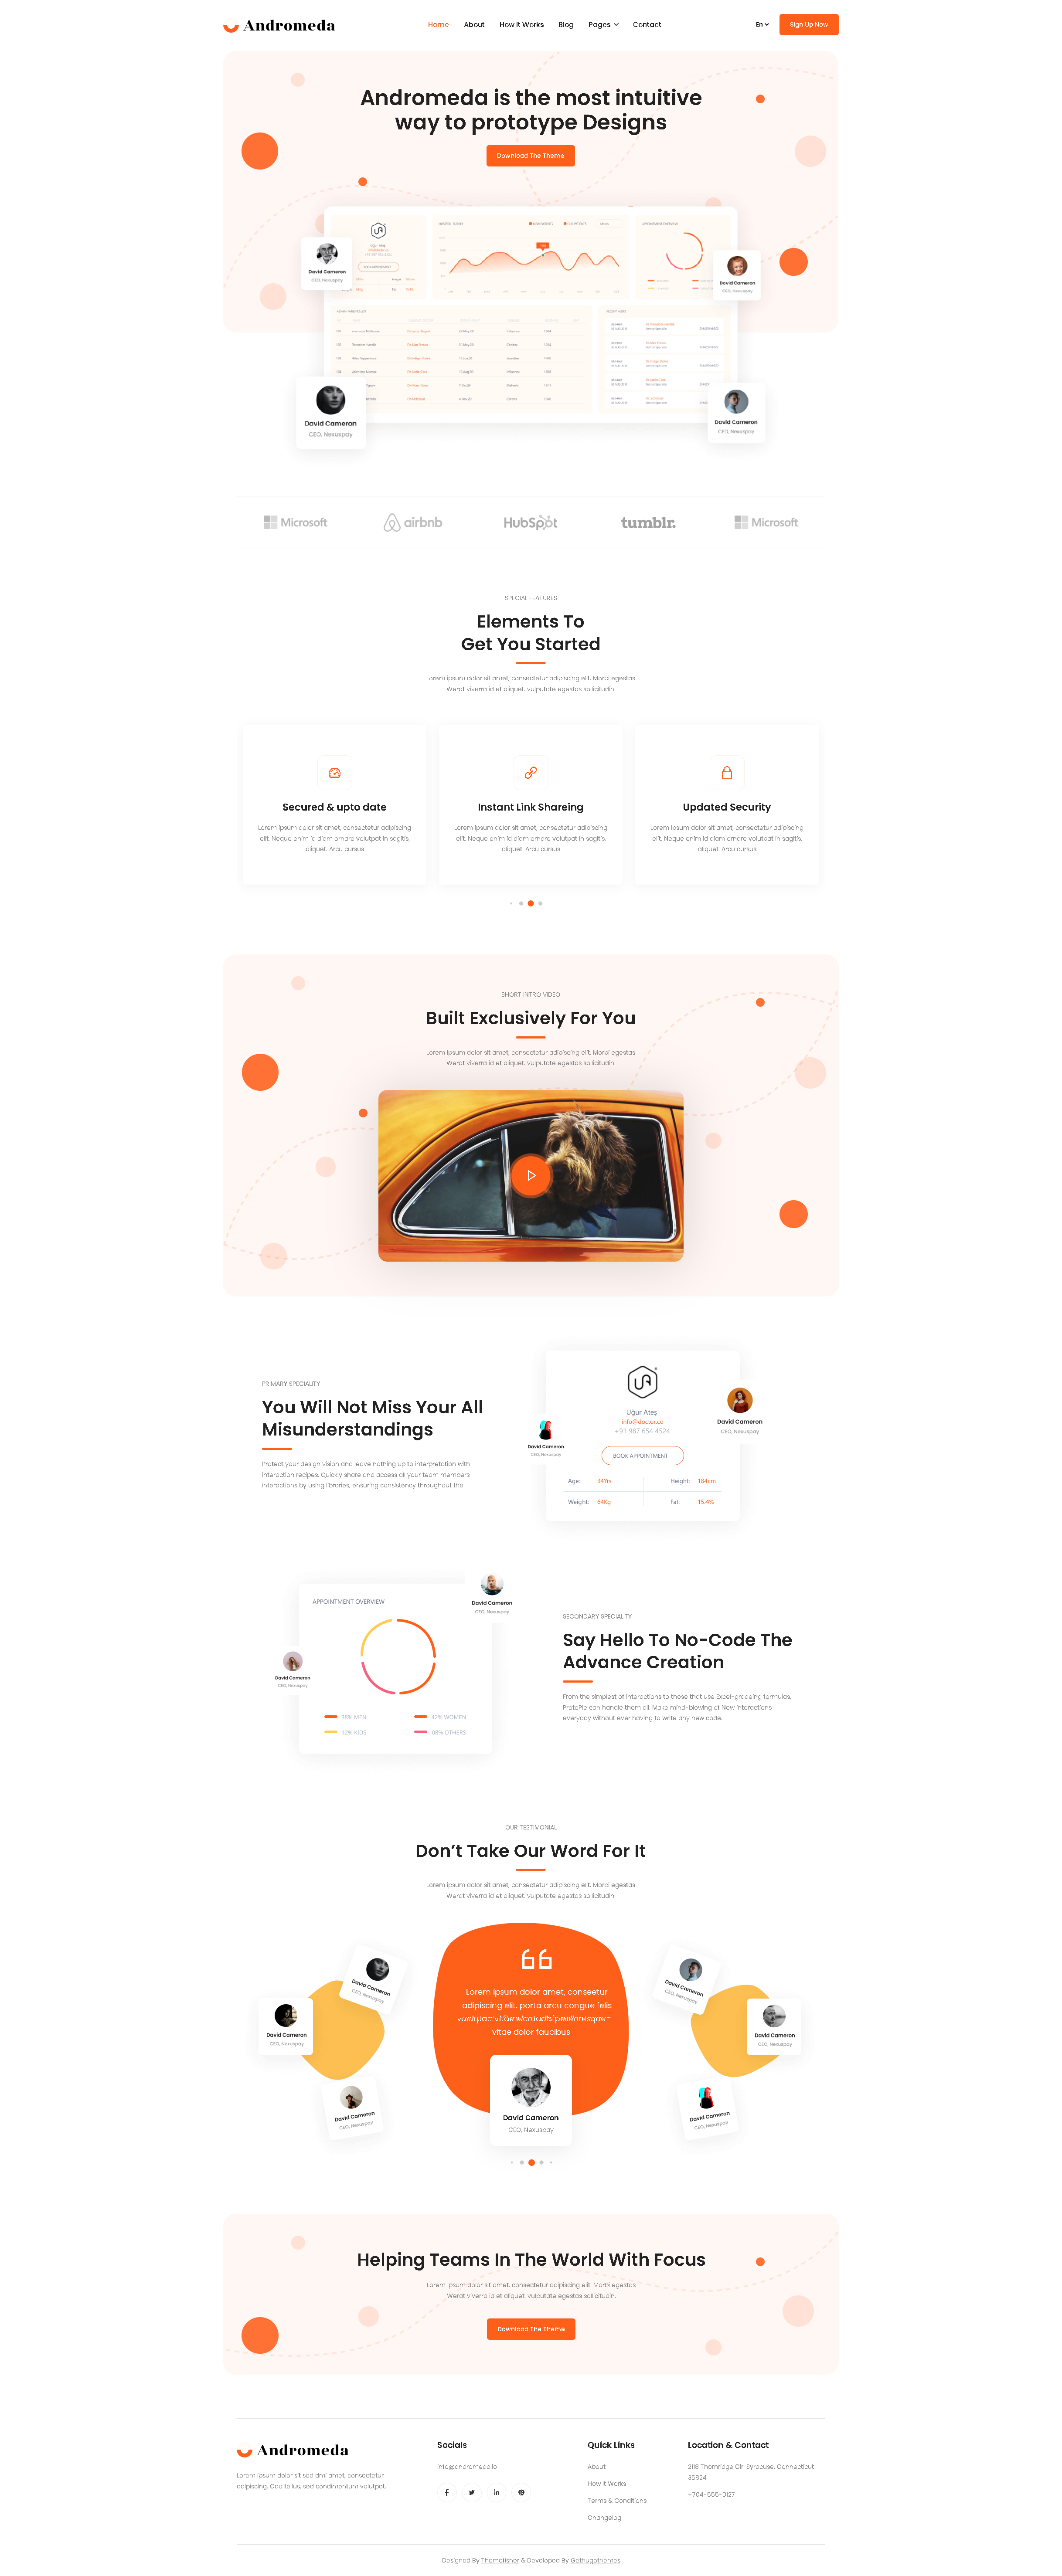 Andromeda
Home About How It Works Blog Pages Contact
En
Sign Up Now
Andromeda is the most intuitive
way to prototype Designs
Download The Theme
David Cameron
CEO, Nexuspay
David Cameron
CEO, Nexuspay
David Cameron
CEO, Nexuspay
David Cameron
CEO, Nexuspay
Microsoft airbnb HubSpot tumblr. Microsoft
SPECIAL FEATURES
Elements To
Get You Started
Lorem ipsum dolor sit amet, consectetur adipiscing elit. Morbi egestas
Werat viverra id et aliquet. vulputate egestas sollicitudin.
Secured & upto date
Lorem ipsum dolor sit amet, consectetur adipiscing
elit. Neque enim id diam ornare volutpat in sagitis,
aliquet. Arcu cursus
Instant Link Shareing
Lorem ipsum dolor sit amet, consectetur adipiscing
elit. Neque enim id diam ornare volutpat in sagitis,
aliquet. Arcu cursus
Updated Security
Lorem ipsum dolor sit amet, consectetur adipiscing
elit. Neque enim id diam ornare volutpat in sagitis,
aliquet. Arcu cursus
SHORT INTRO VIDEO
Built Exclusively For You
Lorem ipsum dolor sit amet, consectetur adipiscing elit. Morbi egestas
Werat viverra id et aliquet. vulputate egestas sollicitudin.
PRIMARY SPECIALITY
You Will Not Miss Your All
Misunderstandings
Protect your design vision and leave nothing up to interpretation with
interaction recipes. Quickly share and access all your team members
interactions by using libraries, ensuring consistency throughout the.
Uğur Ateş
info@doctor.co
+91 987 654 4524
BOOK APPOINTMENT
Age: 34Yrs Height: 184cm
Weight: 64Kg Fat: 15.4%
David Cameron
CEO, Nexuspay
David Cameron
CEO, Nexuspay
APPOINTMENT OVERVIEW
38% MEN 42% WOMEN
12% KIDS 08% OTHERS
David Cameron
CEO, Nexuspay
David Cameron
CEO, Nexuspay
SECONDARY SPECIALITY
Say Hello To No-Code The
Advance Creation
From the simplest of interactions to those that use Excel-gradeing formulas,
ProtoPie can handle them all. Make mind-blowing of New interactions
everyday without ever having to write any new code.
OUR TESTIMONIAL
Don't Take Our Word For It
Lorem ipsum dolor sit amet, consectetur adipiscing elit. Morbi egestas
Werat viverra id et aliquet. vulputate egestas sollicitudin.
Lorem ipsum dolor amet, conseetur
adipiscing elit. porta arcu congue felis
vitae dolor faucibus
David Cameron
CEO, Nexuspay
David Cameron
CEO, Nexuspay
David Cameron
CEO, Nexuspay
David Cameron
CEO, Nexuspay
David Cameron
CEO, Nexuspay
David Cameron
CEO, Nexuspay
David Cameron
CEO, Nexuspay
Helping Teams In The World With Focus
Lorem ipsum dolor sit amet, consectetur adipiscing elit. Morbi egestas
Werat viverra id et aliquet. vulputate egestas sollicitudin.
Download The Theme
Andromeda
Lorem ipsum dolor sit sed dmi amet, consectetur
adipiscing. Cdo tellus, sed condimentum volutpat.
Socials
info@andromeda.io
Quick Links
About
How It Works
Terms & Conditions
Changelog
Location & Contact
2118 Thornridge Cir. Syracuse, Connecticut
35624
+704-555-0127
Designed By Themefisher & Developed By Gethugothemes